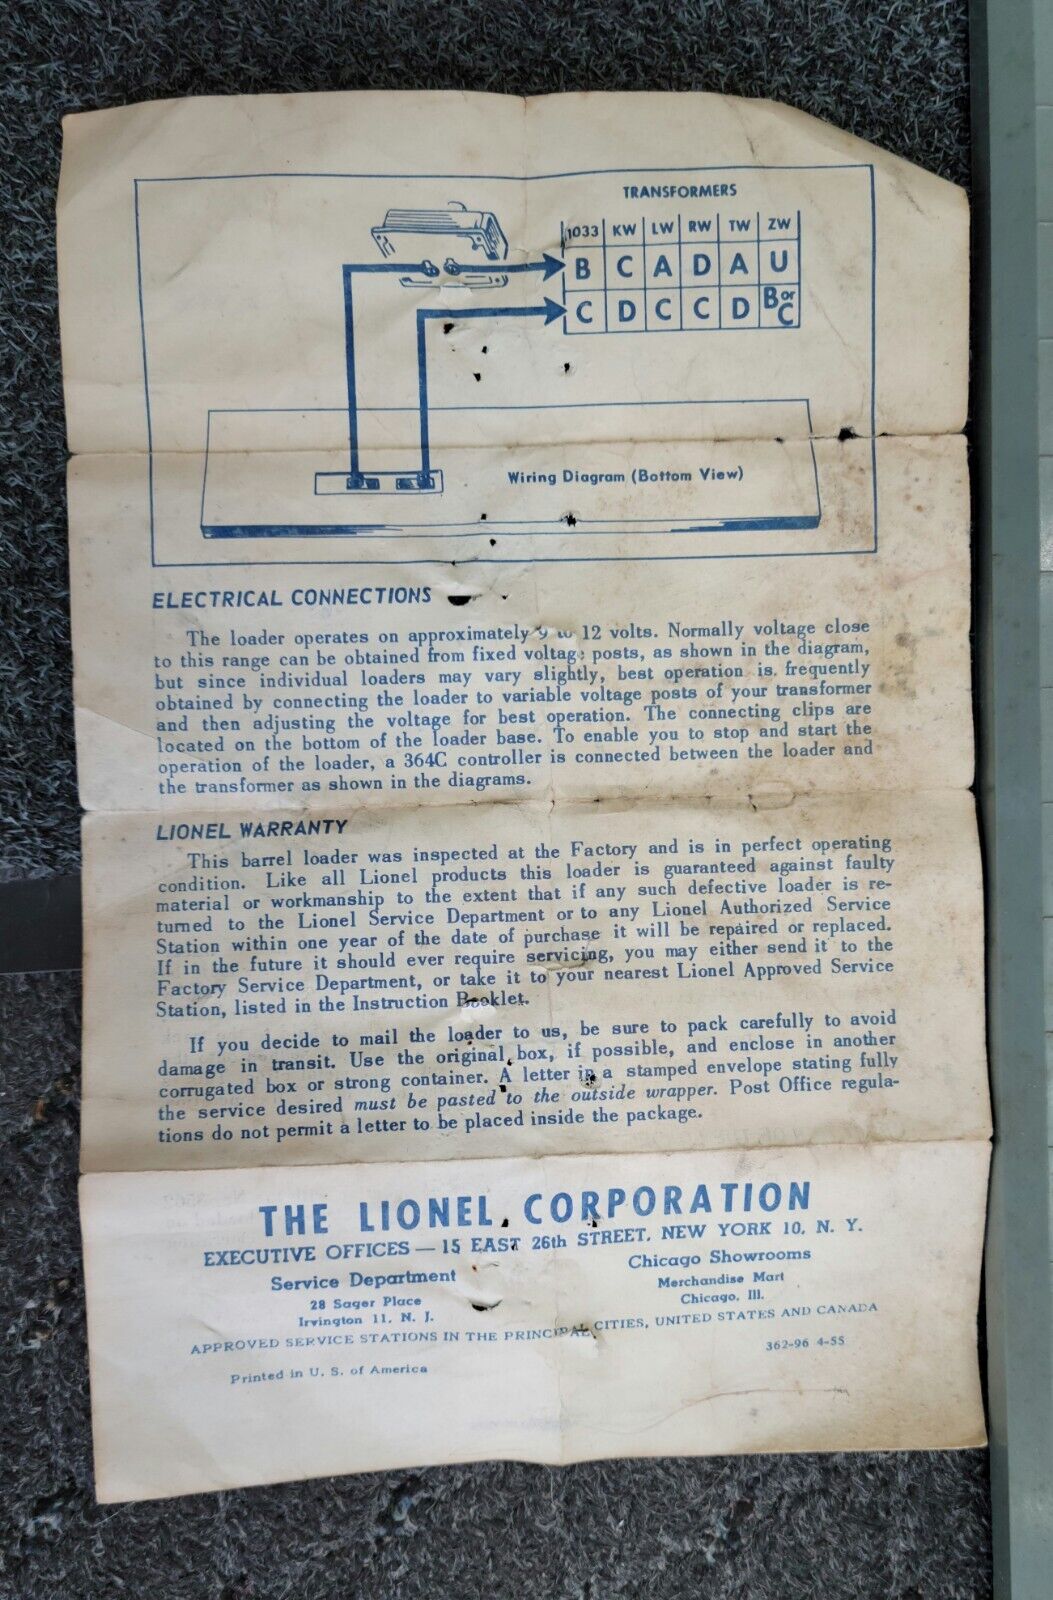 TRANSFORMERS
1033 KW LW RW TW ZW
B C A D A U
C D C C D B or C
Wiring Diagram (Bottom View)
ELECTRICAL CONNECTIONS
The loader operates on approximately 9 to 12 volts. Normally voltage close
to this range can be obtained from fixed voltage posts, as shown in the diagram,
but since individual loaders may vary slightly, best operation is frequently
obtained by connecting the loader to variable voltage posts of your transformer
and then adjusting the voltage for best operation. The connecting clips are
located on the bottom of the loader base. To enable you to stop and start the
operation of the loader, a 364C controller is connected between the loader and
the transformer as shown in the diagrams.
LIONEL WARRANTY
This barrel loader was inspected at the Factory and is in perfect operating
condition. Like all Lionel products this loader is guaranteed against faulty
material or workmanship to the extent that if any such defective loader is re-
turned to the Lionel Service Department or to any Lionel Authorized Service
Station within one year of the date of purchase it will be repaired or replaced.
If in the future it should ever require servicing, you may either send it to the
Factory Service Department, or take it to your nearest Lionel Approved Service
Station, listed in the Instruction Booklet.
If you decide to mail the loader to us, be sure to pack carefully to avoid
damage in transit. Use the original box, if possible, and enclose in another
corrugated box or strong container. A letter in a stamped envelope stating fully
the service desired must be pasted to the outside wrapper. Post Office regula-
tions do not permit a letter to be placed inside the package.
THE LIONEL CORPORATION
EXECUTIVE OFFICES — 15 EAST 26th STREET, NEW YORK 10, N. Y.
Service Department
28 Sager Place
Irvington 11, N. J.
Chicago Showrooms
Merchandise Mart
Chicago, Ill.
APPROVED SERVICE STATIONS IN THE PRINCIPAL CITIES, UNITED STATES AND CANADA
362-96 4-55
Printed in U. S. of America